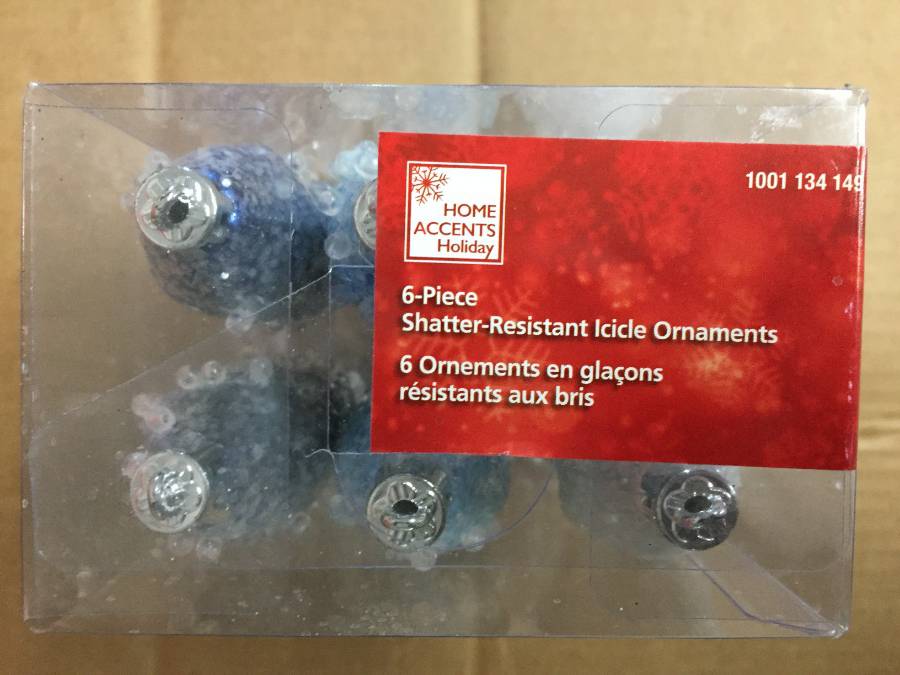 1001 134 149
HOME
ACCENTS
Holiday
6-Piece
Shatter-Resistant Icicle Ornaments
6 Ornements en glaçons
résistants aux bris